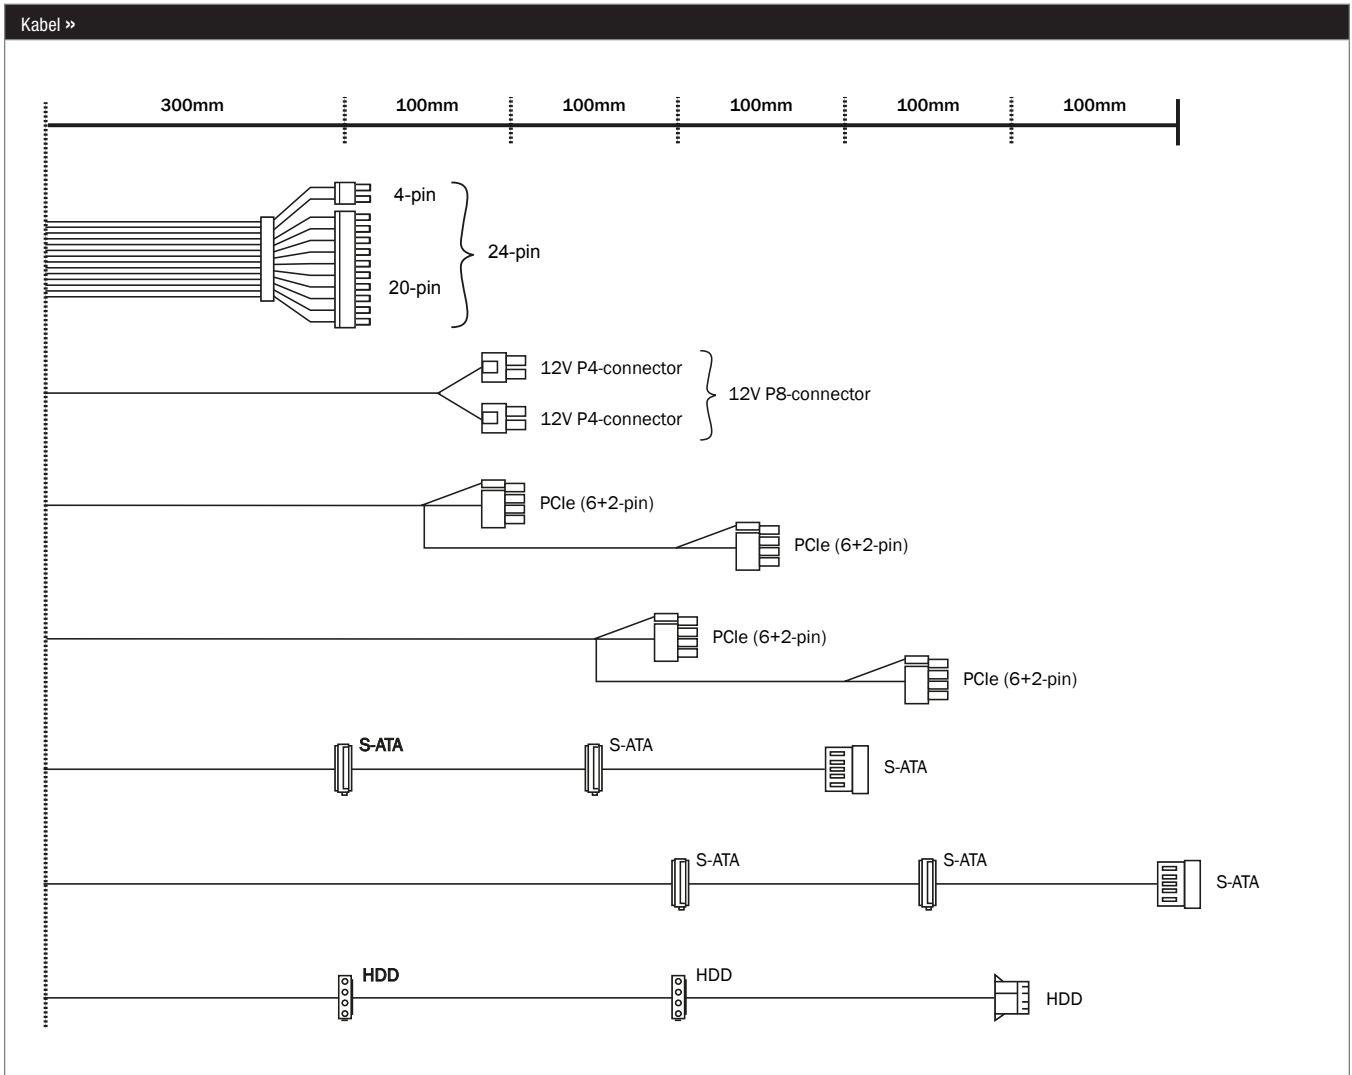 Kabel »
300mm 100mm 100mm 100mm 100mm 100mm
4-pin
24-pin
20-pin
12V P4-connector
12V P8-connector
12V P4-connector
PCIe (6+2-pin)
PCIe (6+2-pin)
PCIe (6+2-pin)
PCIe (6+2-pin)
S-ATA S-ATA
S-ATA
S-ATA S-ATA
S-ATA
HDD HDD
HDD